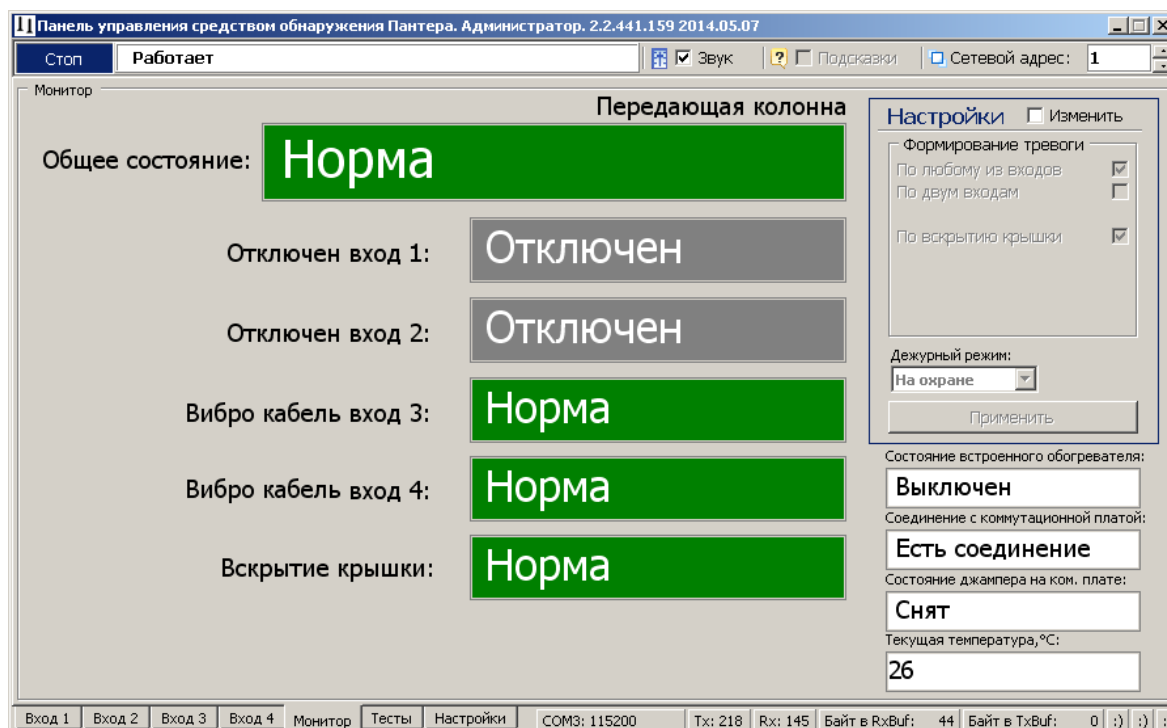 Панель управления средством обнаружения Пантера. Администратор. 2.2.441.159 2014.05.07
Стоп Работает Звук Подсказки Сетевой адрес: 1
Монитор
Передающая колонна
Общее состояние: Норма
Отключен вход 1: Отключен
Отключен вход 2: Отключен
Вибро кабель вход 3: Норма
Вибро кабель вход 4: Норма
Вскрытие крышки: Норма
Настройки Изменить
Формирование тревоги
По любому из входов
По двум входам
По вскрытию крышки
Дежурный режим:
На охране
Применить
Состояние встроенного обогревателя:
Выключен
Соединение с коммутационной платой:
Есть соединение
Состояние джампера на ком. плате:
Снят
Текущая температура,°C:
26
Вход 1 Вход 2 Вход 3 Вход 4 Монитор Тесты Настройки COM3: 115200 Tx: 218 Rx: 145 Байт в RxBuf: 44 Байт в TxBuf: 0 :) :) :